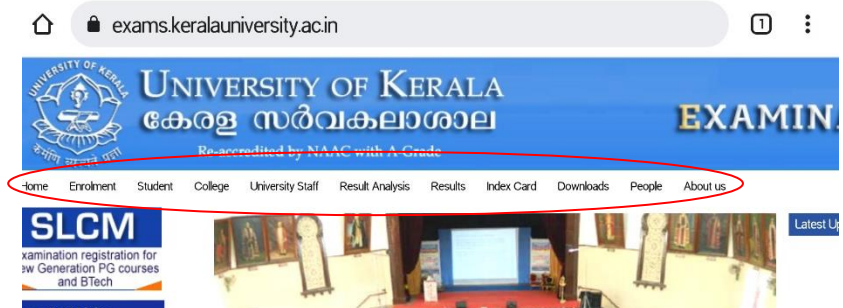 exams.keralauniversity.ac.in
1
UNIVERSITY OF KERALA
കേരള സർവകലാശാല
Re-accredited by NAAC with A Grade
EXAMIN
Home Enrolment Student College University Staff Result Analysis Results Index Card Downloads People About us
SLCM
xamination registration for
ew Generation PG courses
and BTech
Latest Up